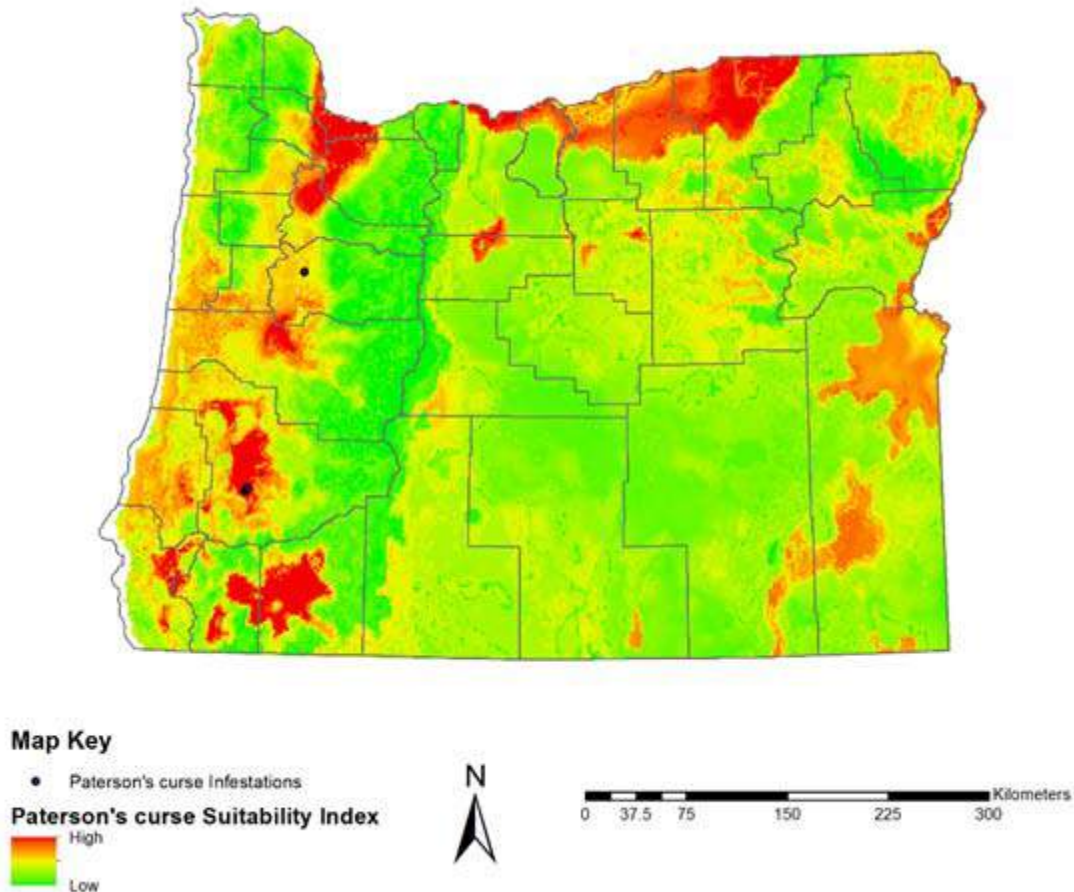 Map Key
Paterson's curse Infestations
Paterson's curse Suitability Index
High
Low
N
Kilometers
0 37.5 75 150 225 300